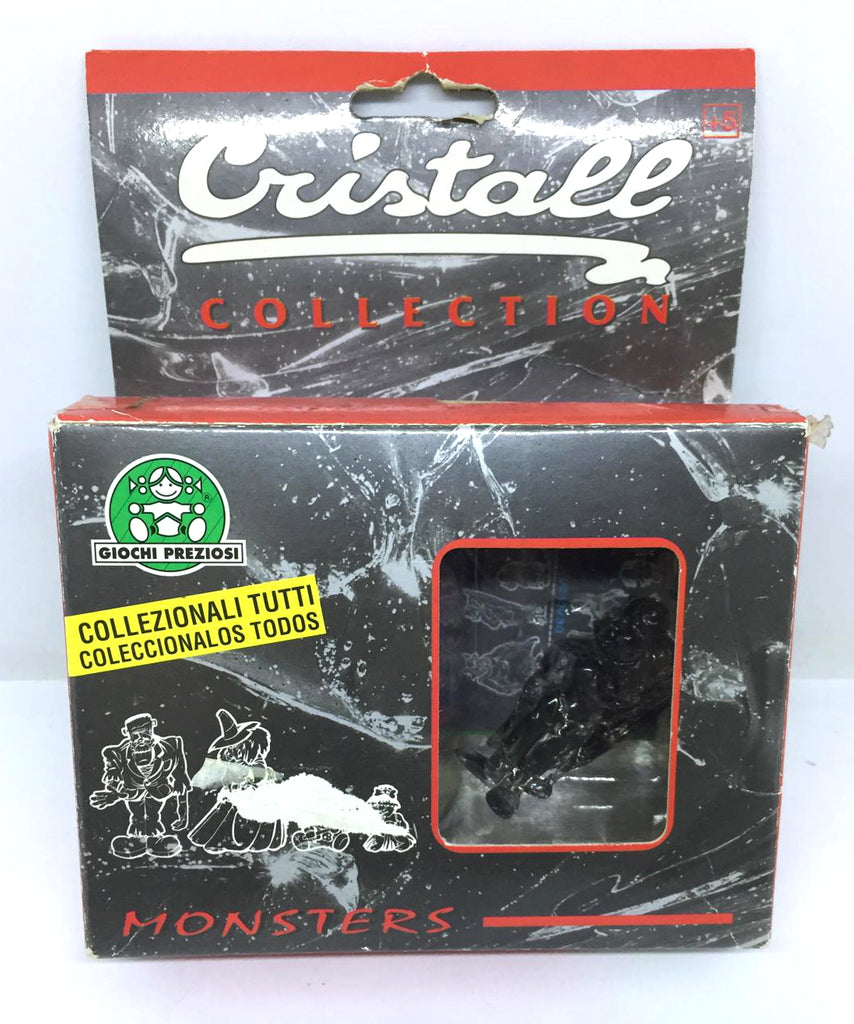 +5
Cristall
COLLECTION
®
GIOCHI PREZIOSI
COLLEZIONALI TUTTI
COLECCIONALOS TODOS
MONSTERS